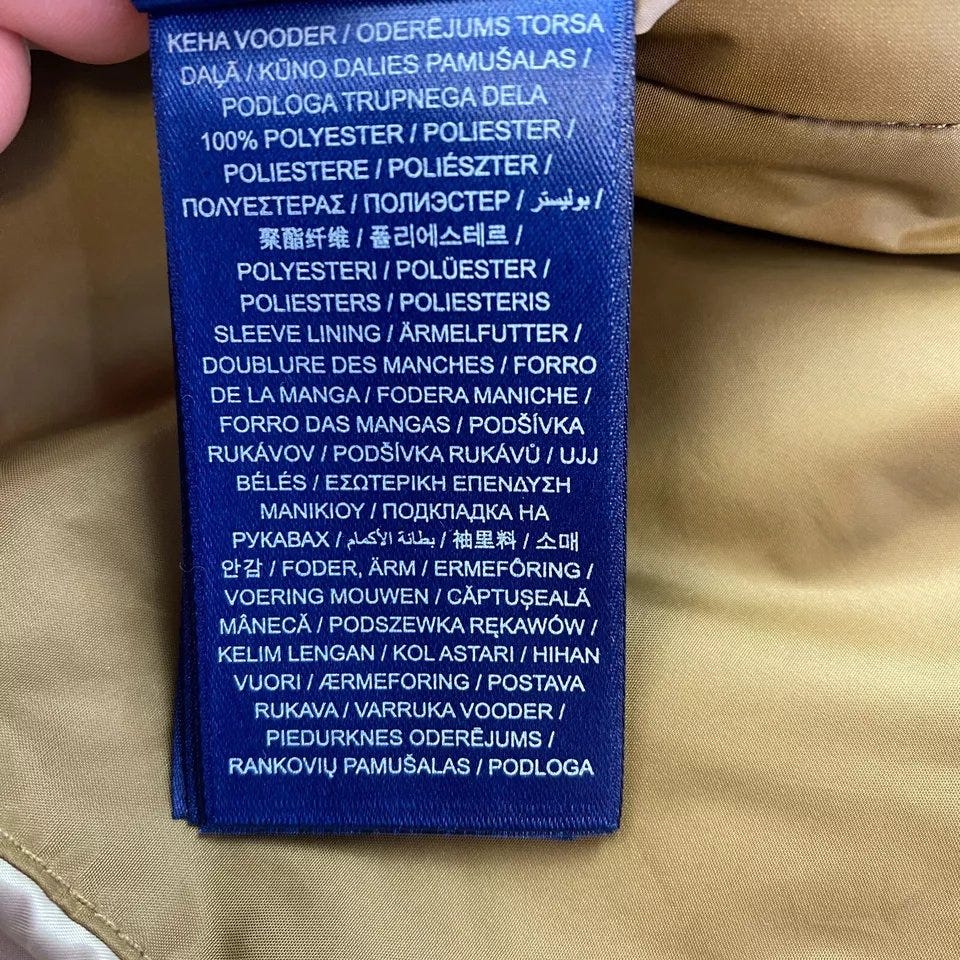 KEHA VOODER / ODERĒJUMS TORSA
DAĻĀ / KŪNO DALIES PAMUŠALAS /
PODLOGA TRUPNEGA DELA
100% POLYESTER / POLIESTER /
POLIESTERE / POLIÉSZTER /
ΠΟΛΥΕΣΤΕΡΑΣ / ПОЛИЭСТЕР / بوليستر /
聚酯纤维 / 폴리에스테르 /
POLYESTERI / POLÜESTER /
POLIESTERS / POLIESTERIS
SLEEVE LINING / ÄRMELFUTTER /
DOUBLURE DES MANCHES / FORRO
DE LA MANGA / FODERA MANICHE /
FORRO DAS MANGAS / PODŠÍVKA
RUKÁVOV / PODŠÍVKA RUKÁVŮ / UJJ
BÉLÉS / ΕΣΩΤΕΡΙΚΗ ΕΠΕΝΔΥΣΗ
ΜΑΝΙΚΙΟΥ / ПОДКЛАДКА НА
РУКАВАХ / بطانة الأكمام / 袖里料 / 소매
안감 / FODER, ÄRM / ERMEFÔRING /
VOERING MOUWEN / CĂPTUȘEALĂ
MÂNECĂ / PODSZEWKA RĘKAWÓW /
KELIM LENGAN / KOL ASTARI / HIHAN
VUORI / ÆRMEFORING / POSTAVA
RUKAVA / VARRUKA VOODER /
PIEDURKNES ODERĒJUMS /
RANKOVIŲ PAMUŠALAS / PODLOGA